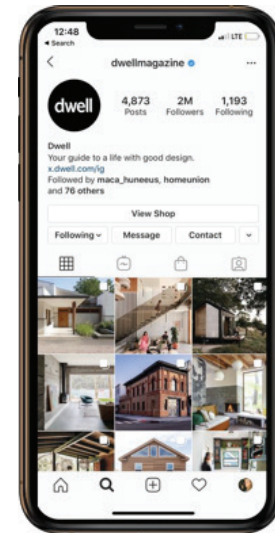 12:48
LTE
◂ Search
dwellmagazine
dwell
4,873 2M 1,193
Posts Followers Following
Dwell
Your guide to a life with good design.
x.dwell.com/ig
Followed by maca_huneeus, homeunion
and 76 others
View Shop
Following Message Contact